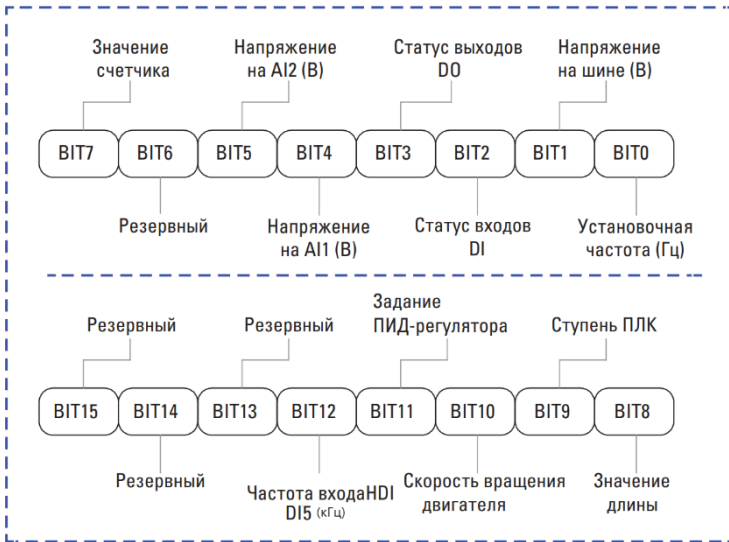 Значение
счетчика
Напряжение
на AI2 (В)
Статус выходов
DO
Напряжение
на шине (В)
BIT7 BIT6 BIT5 BIT4 BIT3 BIT2 BIT1 BIT0
Резервный
Напряжение
на AI1 (В)
Статус входов
DI
Установочная
частота (Гц)
Резервный
Резервный
Задание
ПИД-регулятора
Ступень ПЛК
BIT15 BIT14 BIT13 BIT12 BIT11 BIT10 BIT9 BIT8
Резервный
Частота входаHDI
DI5 (кГц)
Скорость вращения
двигателя
Значение
длины